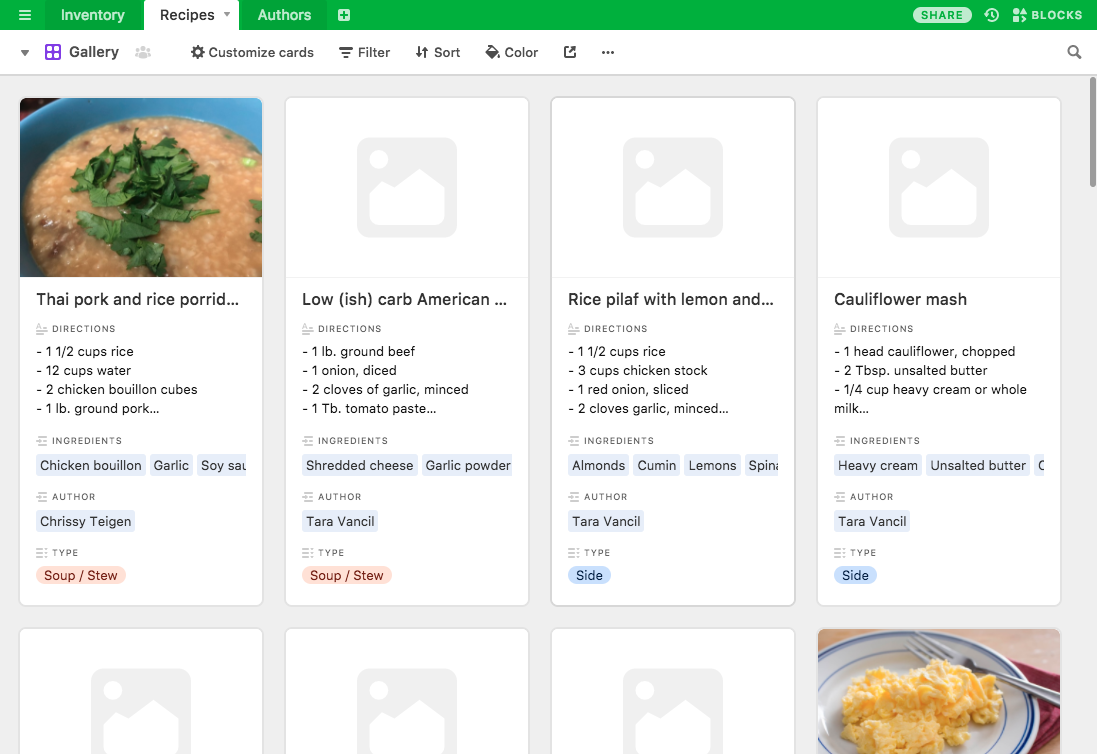 Inventory Recipes Authors SHARE BLOCKS
Gallery Customize cards Filter Sort Color
Thai pork and rice porrid...
DIRECTIONS
- 1 1/2 cups rice
- 12 cups water
- 2 chicken bouillon cubes
- 1 lb. ground pork...
INGREDIENTS
Chicken bouillon Garlic Soy sau
AUTHOR
Chrissy Teigen
TYPE
Soup / Stew
Low (ish) carb American ...
DIRECTIONS
- 1 lb. ground beef
- 1 onion, diced
- 2 cloves of garlic, minced
- 1 Tb. tomato paste...
INGREDIENTS
Shredded cheese Garlic powder
AUTHOR
Tara Vancil
TYPE
Soup / Stew
Rice pilaf with lemon and...
DIRECTIONS
- 1 1/2 cups rice
- 3 cups chicken stock
- 1 red onion, sliced
- 2 cloves garlic, minced...
INGREDIENTS
Almonds Cumin Lemons Spina
AUTHOR
Tara Vancil
TYPE
Side
Cauliflower mash
DIRECTIONS
- 1 head cauliflower, chopped
- 2 Tbsp. unsalted butter
- 1/4 cup heavy cream or whole
milk...
INGREDIENTS
Heavy cream Unsalted butter
AUTHOR
Tara Vancil
TYPE
Side